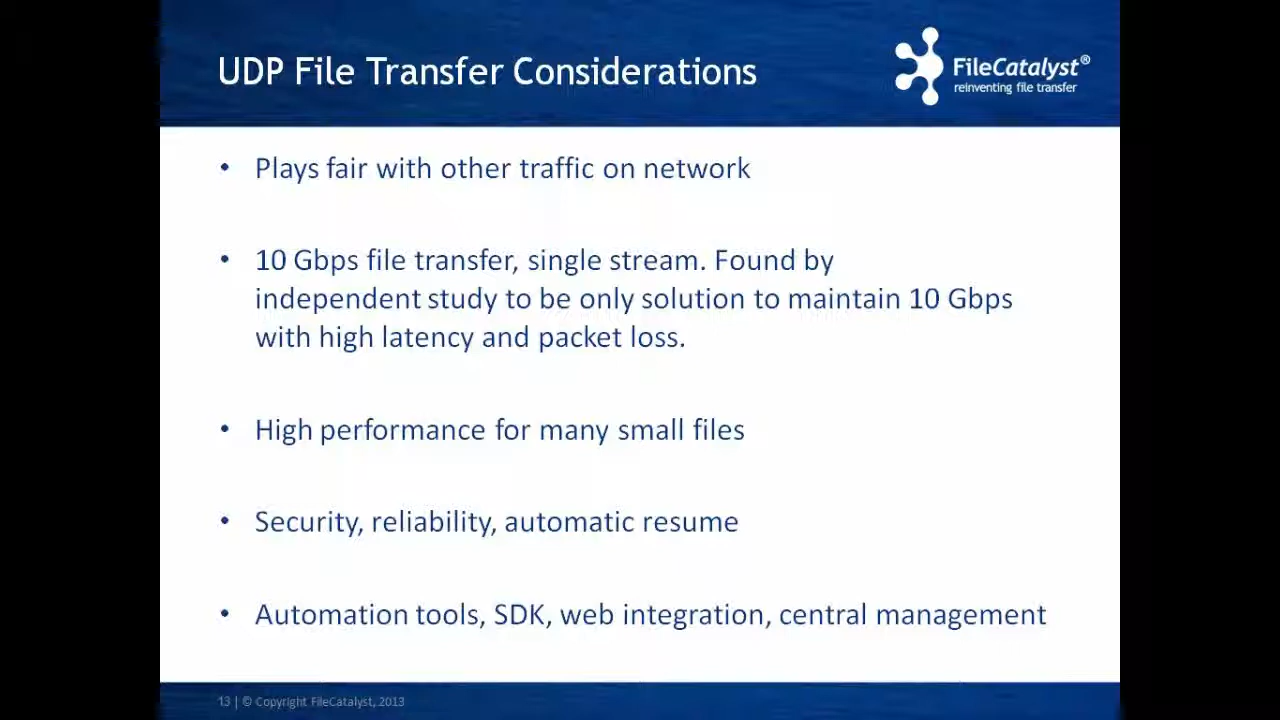 UDP File Transfer Considerations
FileCatalyst®
reinventing file transfer
• Plays fair with other traffic on network
• 10 Gbps file transfer, single stream. Found by
independent study to be only solution to maintain 10 Gbps
with high latency and packet loss.
• High performance for many small files
• Security, reliability, automatic resume
• Automation tools, SDK, web integration, central management
13 | © Copyright FileCatalyst, 2013